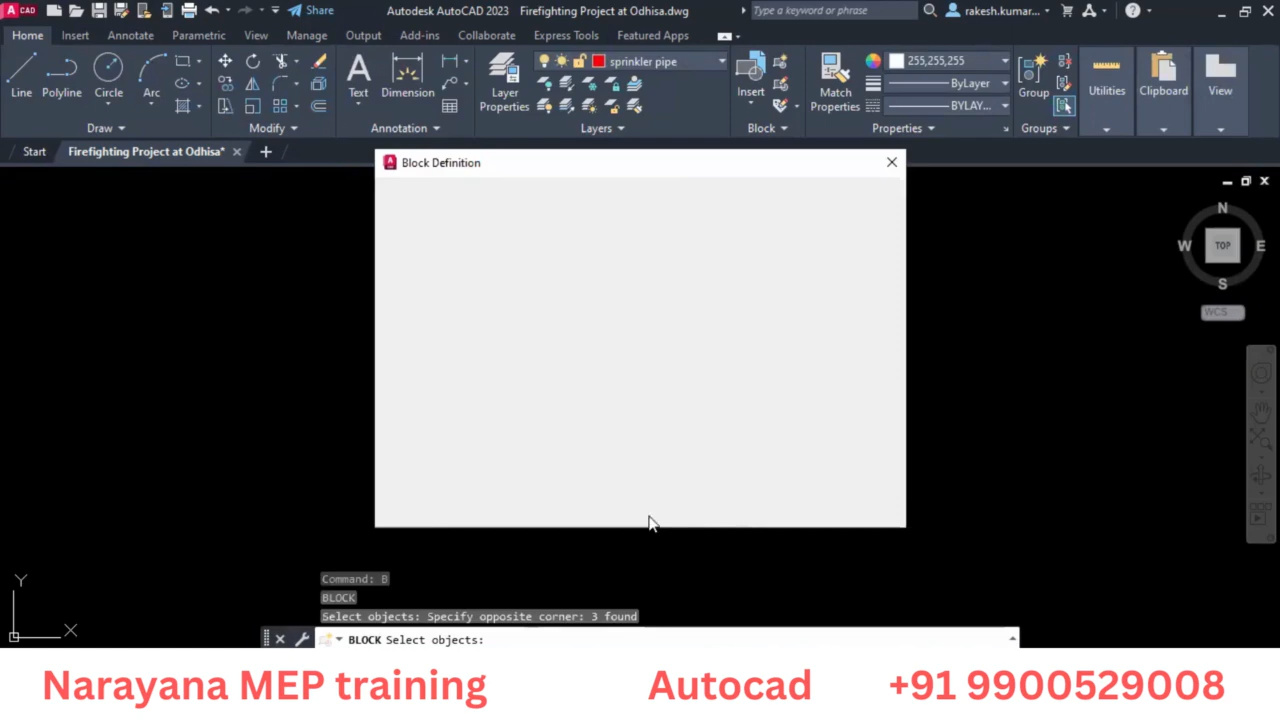 CAD Share Autodesk AutoCAD 2023 Firefighting Project at Odhisa.dwg Type a keyword or phrase rakesh.kumar...
Home Insert Annotate Parametric View Manage Output Add-ins Collaborate Express Tools Featured Apps
sprinkler pipe 255,255,255
Line Polyline Circle Arc Text Dimension Layer Properties Insert Match Properties ByLayer BYLAY... Group Utilities Clipboard View
Draw Modify Annotation Layers Block Properties Groups
Start Firefighting Project at Odhisa*
Block Definition
N
W TOP E
S
WCS
Command: B
Y
BLOCK
Select objects: Specify opposite corner: 3 found
X
BLOCK Select objects:
Narayana MEP training Autocad +91 9900529008